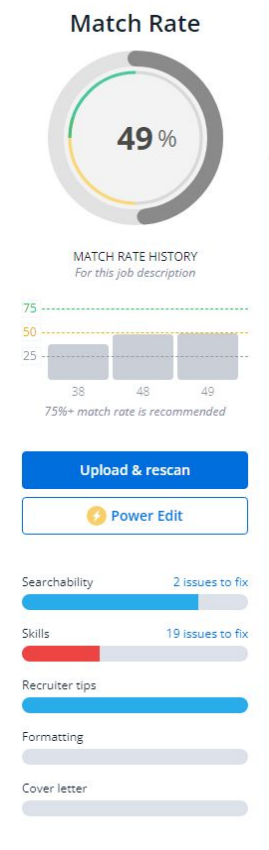 Match Rate
49 %
MATCH RATE HISTORY
For this job description
75
50
25
38 48 49
75%+ match rate is recommended
Upload & rescan
Power Edit
Searchability 2 issues to fix
Skills 19 issues to fix
Recruiter tips
Formatting
Cover letter